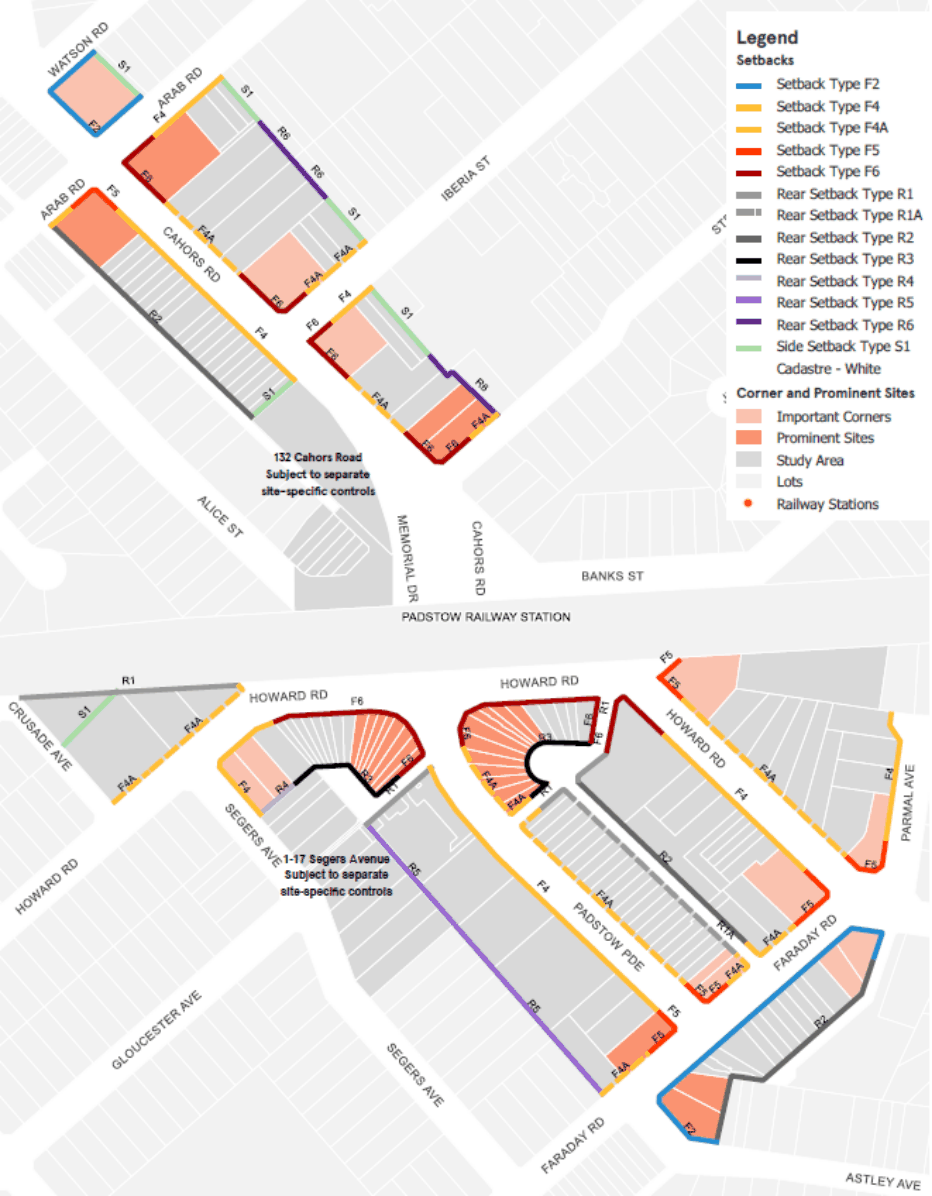 Legend
Setbacks
Setback Type F2
Setback Type F4
Setback Type F4A
Setback Type F5
Setback Type F6
Rear Setback Type R1
Rear Setback Type R1A
Rear Setback Type R2
Rear Setback Type R3
Rear Setback Type R4
Rear Setback Type R5
Rear Setback Type R6
Side Setback Type S1
Cadastre - White
Corner and Prominent Sites
Important Corners
Prominent Sites
Study Area
Lots
Railway Stations
WATSON RD
S1
F2
ARAB RD
F4
S1
R6
F6
R6
S1
F4A
F4A
F4A
F6
IBERIA ST
ARAB RD
F5
CAHORS RD
R2
F4
S1
F4
F6
S1
F6
F4A
R6
F4A
F6
F6
132 Cahors Road
Subject to separate
site-specific controls
ALICE ST
MEMORIAL DR
CAHORS RD
BANKS ST
PADSTOW RAILWAY STATION
R1
CRUSADE AVE
S1
F4A
F4A
HOWARD RD
HOWARD RD
F6
F4
R4
R3
F6
R1
SEGERS AVE
HOWARD RD
F6
R3
F6
R1
F6
F4A
F4A
R1
F5
F5
HOWARD RD
F4A
F4
F4
PARMAL AVE
F5
1-17 Segers Avenue
Subject to separate
site-specific controls
R5
F4
F4A
R2
PADSTOW PDE
R1A
F5
F4A
FARADAY RD
F4A
F5
F5
R5
F5
F5
F4A
GLOUCESTER AVE
SEGERS AVE
FARADAY RD
R2
F2
ASTLEY AVE